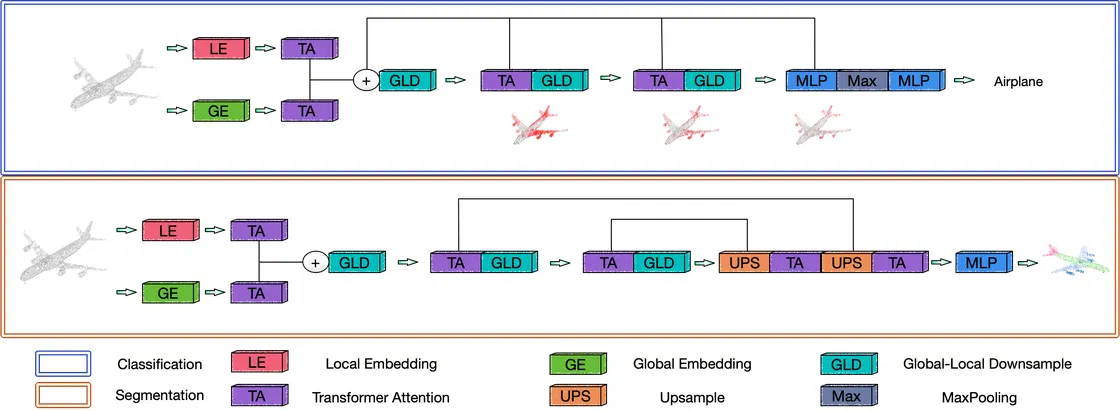 LE TA
+ GLD TA GLD TA GLD MLP Max MLP Airplane
GE TA
LE TA
+ GLD TA GLD TA GLD UPS TA UPS TA MLP
GE TA
Classification LE Local Embedding GE Global Embedding GLD Global-Local Downsample
Segmentation TA Transformer Attention UPS Upsample Max MaxPooling